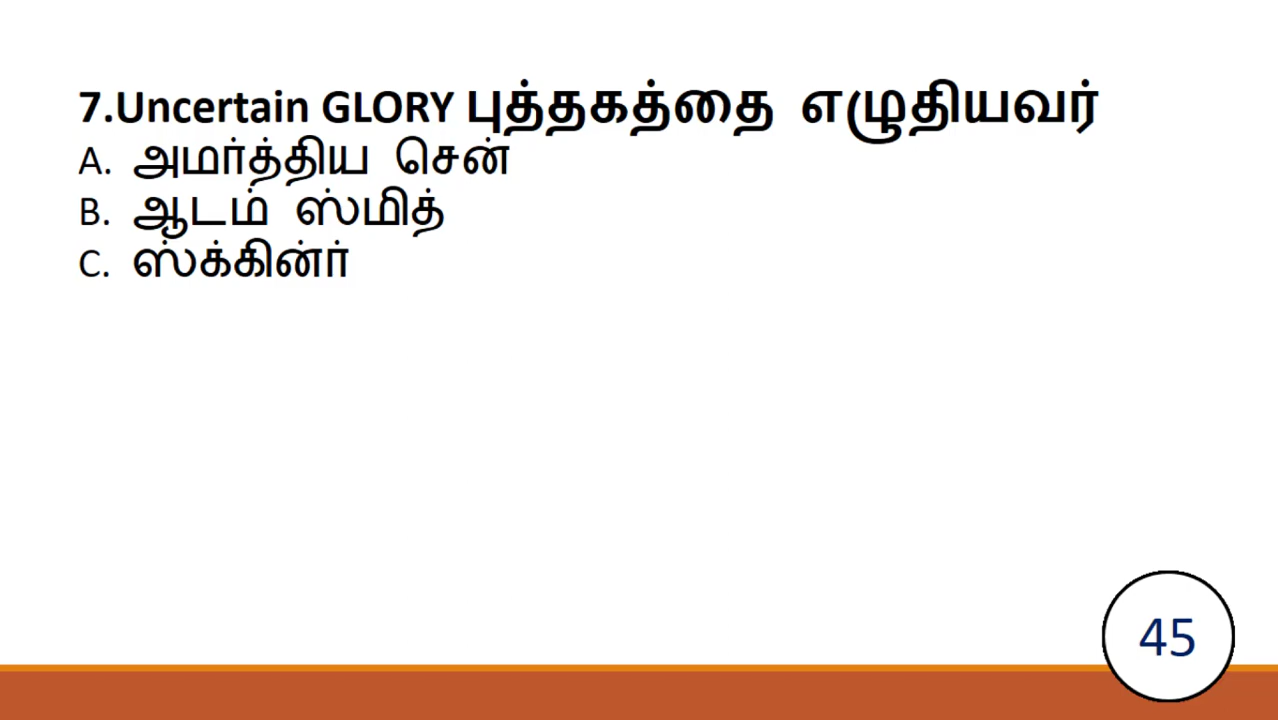 7.Uncertain GLORY புத்தகத்தை எழுதியவர்
A. அமர்த்திய சென்
B. ஆடம் ஸ்மித்
C. ஸ்க்கின்ர்
45